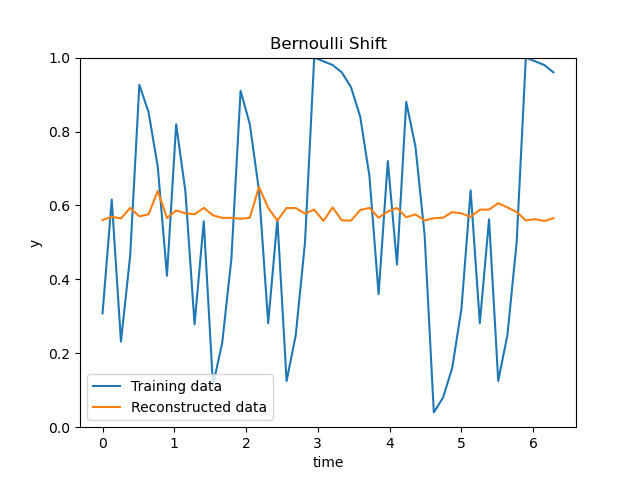 Bernoulli Shift
1.0
0.8
0.6
0.4
0.2
0.0
y
Training data
Reconstructed data
0 1 2 3 4 5 6
time